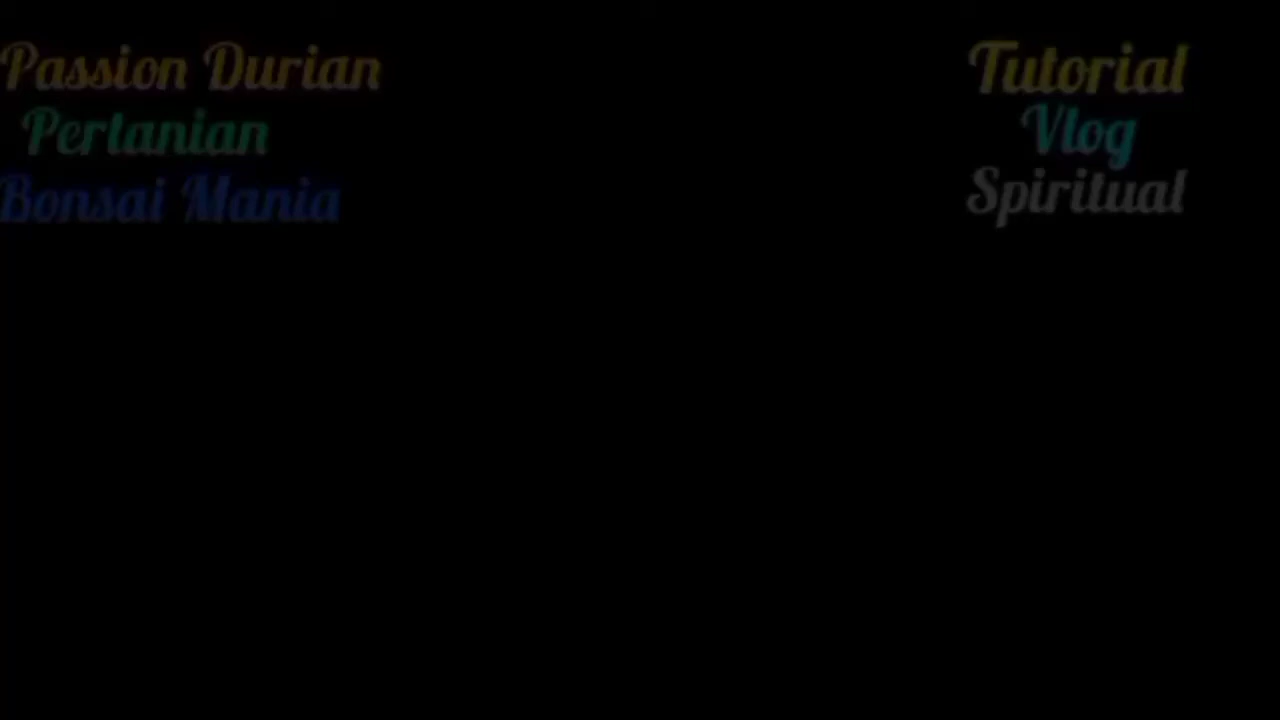 Passion Durian
Pertanian
Bonsai Mania
Tutorial
Vlog
Spiritual